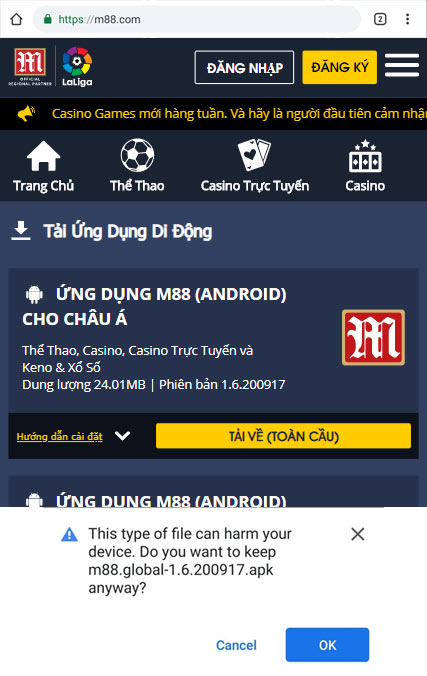 https://m88.com
2
M
OFFICIAL
REGIONAL PARTNER
LaLiga
ĐĂNG NHẬP
ĐĂNG KÝ
Casino Games mới hàng tuần. Và hãy là người đầu tiên cảm nhậ
Trang Chủ
Thể Thao
Casino Trực Tuyến
Casino
Tải Ứng Dụng Di Động
ỨNG DỤNG M88 (ANDROID)
CHO CHÂU Á
Thể Thao, Casino, Casino Trực Tuyến và
Keno & Xổ Số
Dung lượng 24.01MB | Phiên bản 1.6.200917
M
Hướng dẫn cài đặt
TẢI VỀ (TOÀN CẦU)
ỨNG DỤNG M88 (ANDROID)
This type of file can harm your
device. Do you want to keep
m88.global-1.6.200917.apk
anyway?
Cancel
OK